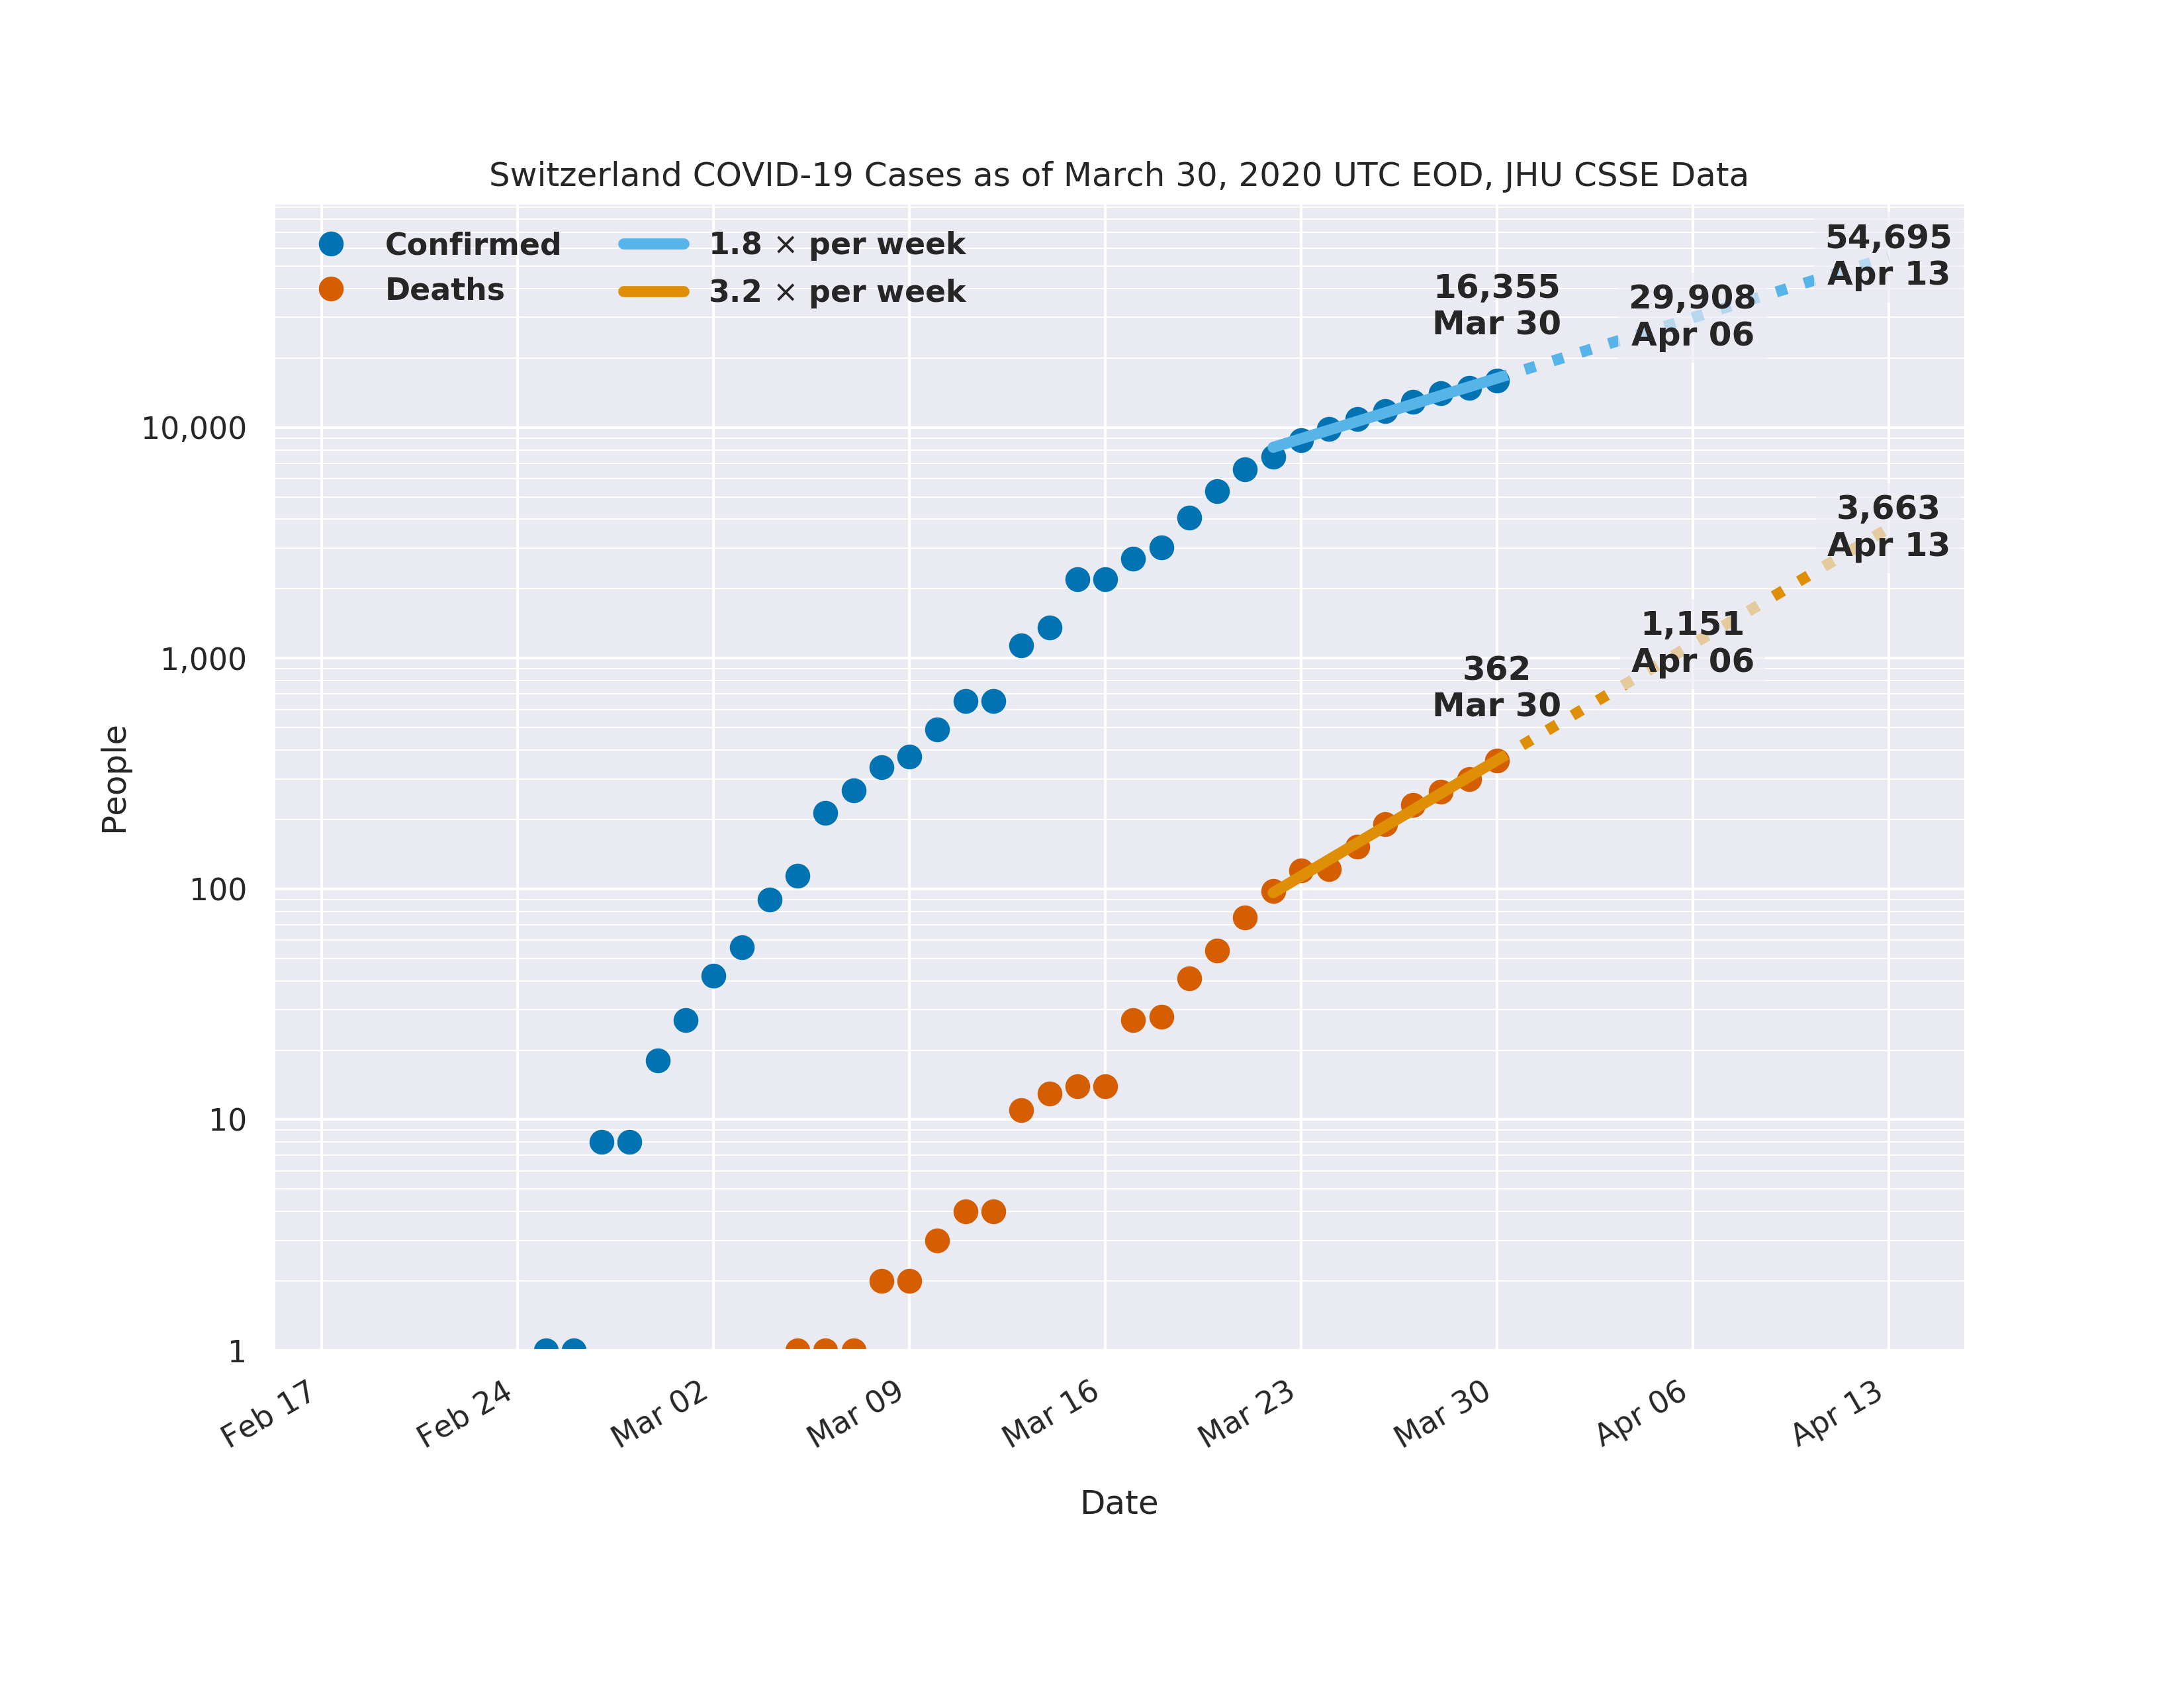 Switzerland COVID-19 Cases as of March 30, 2020 UTC EOD, JHU CSSE Data
Confirmed
Deaths
1.8 × per week
3.2 × per week
16,355
Mar 30
29,908
Apr 06
54,695
Apr 13
362
Mar 30
1,151
Apr 06
3,663
Apr 13
People
10,000
1,000
100
10
1
Feb 17
Feb 24
Mar 02
Mar 09
Mar 16
Mar 23
Mar 30
Apr 06
Apr 13
Date